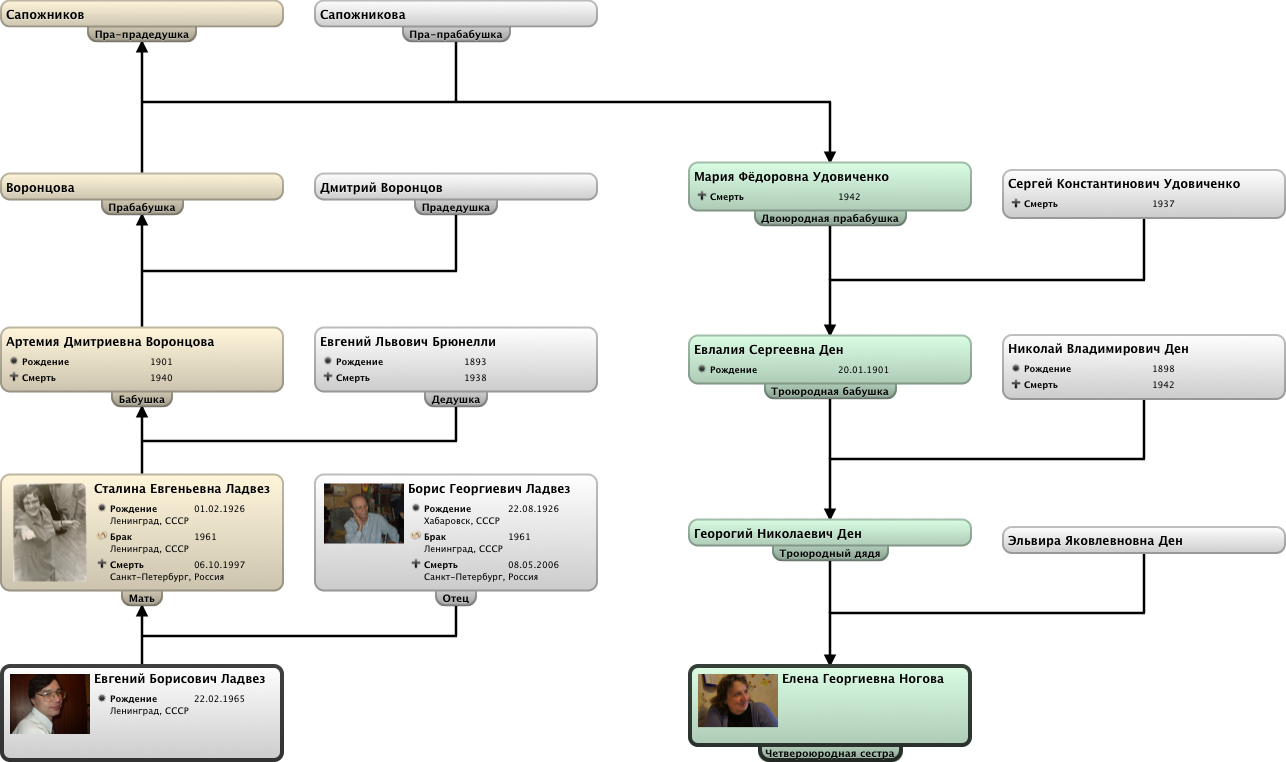 Сапожников
Пра-прадедушка
Сапожникова
Пра-прабабушка
Воронцова
Прабабушка
Дмитрий Воронцов
Прадедушка
Мария Фёдоровна Удовиченко
Смерть 1942
Двоюродная прабабушка
Сергей Константинович Удовиченко
Смерть 1937
Артемия Дмитриевна Воронцова
Рождение 1901
Смерть 1940
Бабушка
Евгений Львович Брюнелли
Рождение 1893
Смерть 1938
Дедушка
Евлалия Сергеевна Ден
Рождение 20.01.1901
Троюродная бабушка
Николай Владимирович Ден
Рождение 1898
Смерть 1942
Сталина Евгеньевна Ладвез
Рождение 01.02.1926
Ленинград, СССР
Брак 1961
Ленинград, СССР
Смерть 06.10.1997
Санкт-Петербург, Россия
Мать
Борис Георгиевич Ладвез
Рождение 22.08.1926
Хабаровск, СССР
Брак 1961
Ленинград, СССР
Смерть 08.05.2006
Санкт-Петербург, Россия
Отец
Георогий Николаевич Ден
Троюродный дядя
Эльвира Яковлевновна Ден
Евгений Борисович Ладвез
Рождение 22.02.1965
Ленинград, СССР
Елена Георгиевна Ногова
Четвероюродная сестра